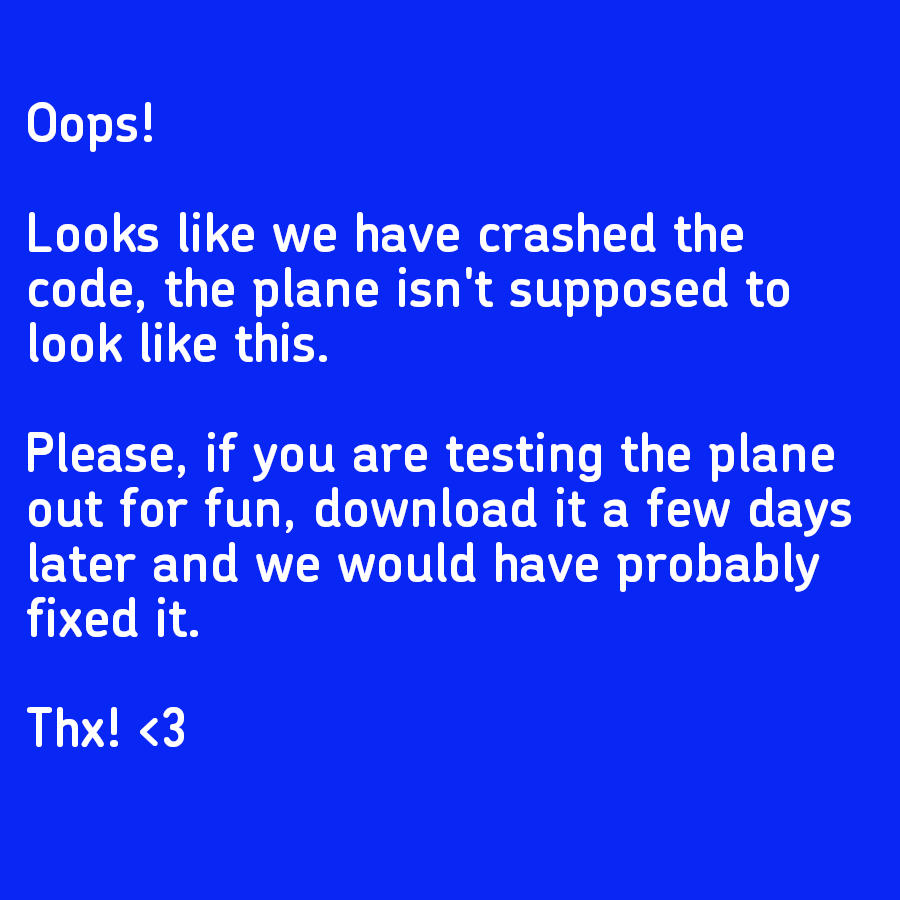 Oops!
Looks like we have crashed the
code, the plane isn't supposed to
look like this.
Please, if you are testing the plane
out for fun, download it a few days
later and we would have probably
fixed it.
Thx! <3